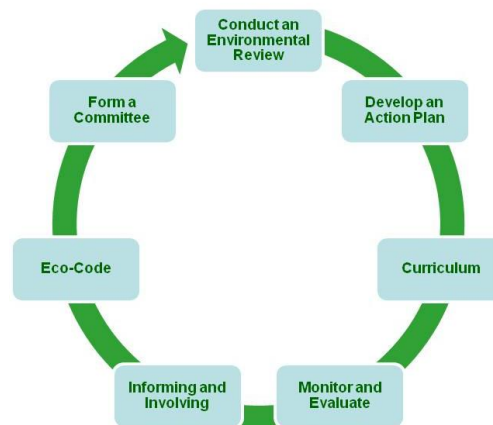 Conduct an
Environmental
Review
Develop an
Action Plan
Curriculum
Monitor and
Evaluate
Informing and
Involving
Eco-Code
Form a
Committee